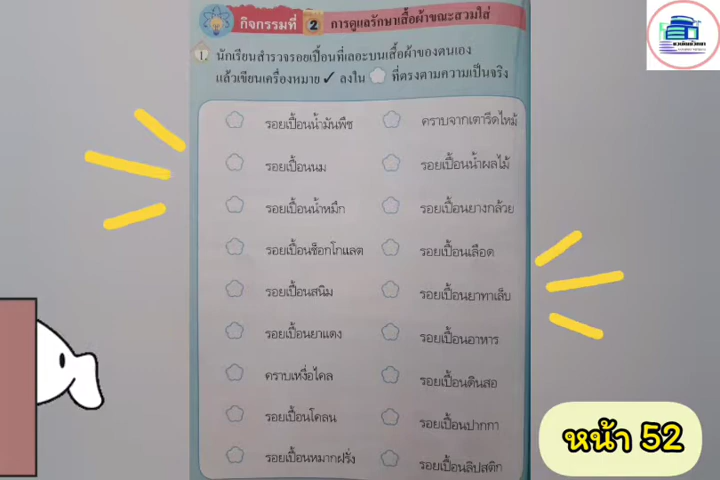 กิจกรรมที่ 2 การดูแลรักษาเสื้อผ้าขณะสวมใส่
1. นักเรียนสำรวจรอยเปื้อนที่เลอะบนเสื้อผ้าของตนเอง
แล้วเขียนเครื่องหมาย ✓ ลงใน ที่ตรงตามความเป็นจริง
รอยเปื้อนน้ำมันพืช
รอยเปื้อนนม
รอยเปื้อนน้ำหมึก
รอยเปื้อนช็อกโกแลต
รอยเปื้อนสนิม
รอยเปื้อนยาแดง
คราบเหงื่อไคล
รอยเปื้อนโคลน
รอยเปื้อนหมากฝรั่ง
คราบจากเตารีดไหม้
รอยเปื้อนน้ำผลไม้
รอยเปื้อนยางกล้วย
รอยเปื้อนเลือด
รอยเปื้อนยาทาเล็บ
รอยเปื้อนอาหาร
รอยเปื้อนดินสอ
รอยเปื้อนปากกา
รอยเปื้อนลิปสติก
หน้า 52